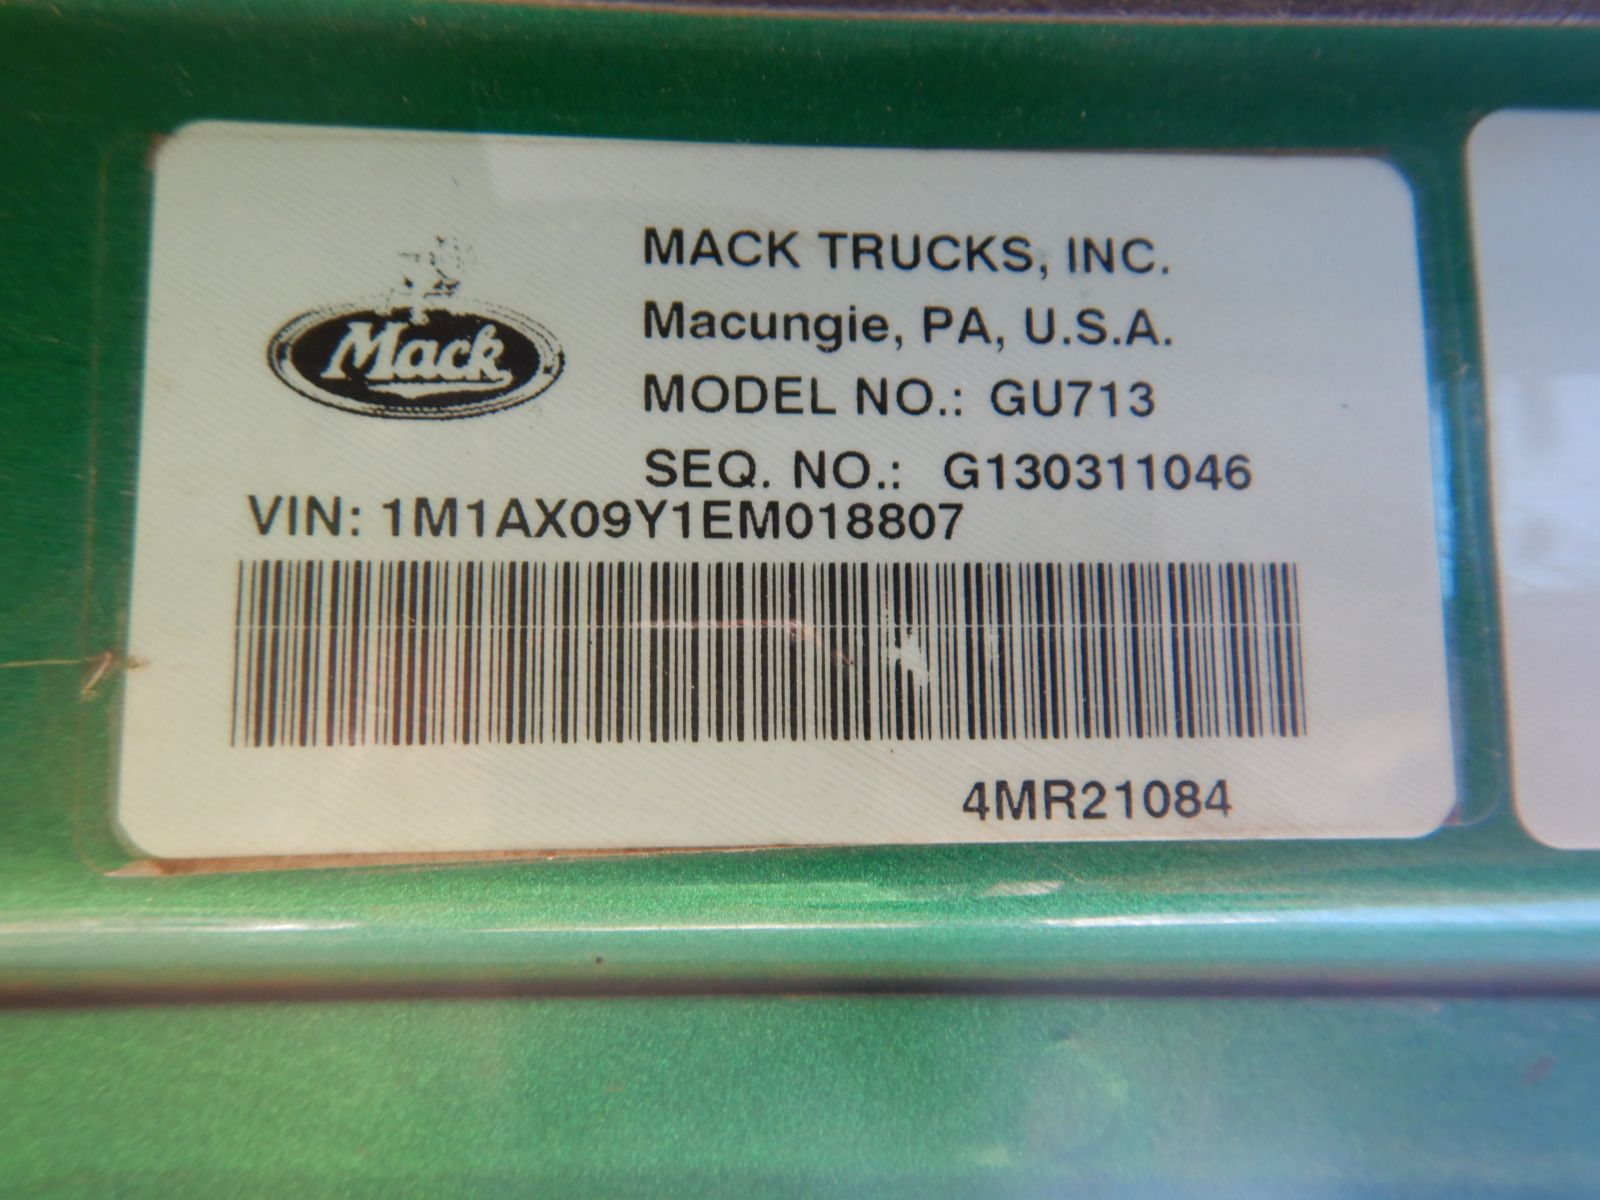 Mack
MACK TRUCKS, INC.
Macungie, PA, U.S.A.
MODEL NO.: GU713
SEQ. NO.: G130311046
VIN: 1M1AX09Y1EM018807
4MR21084